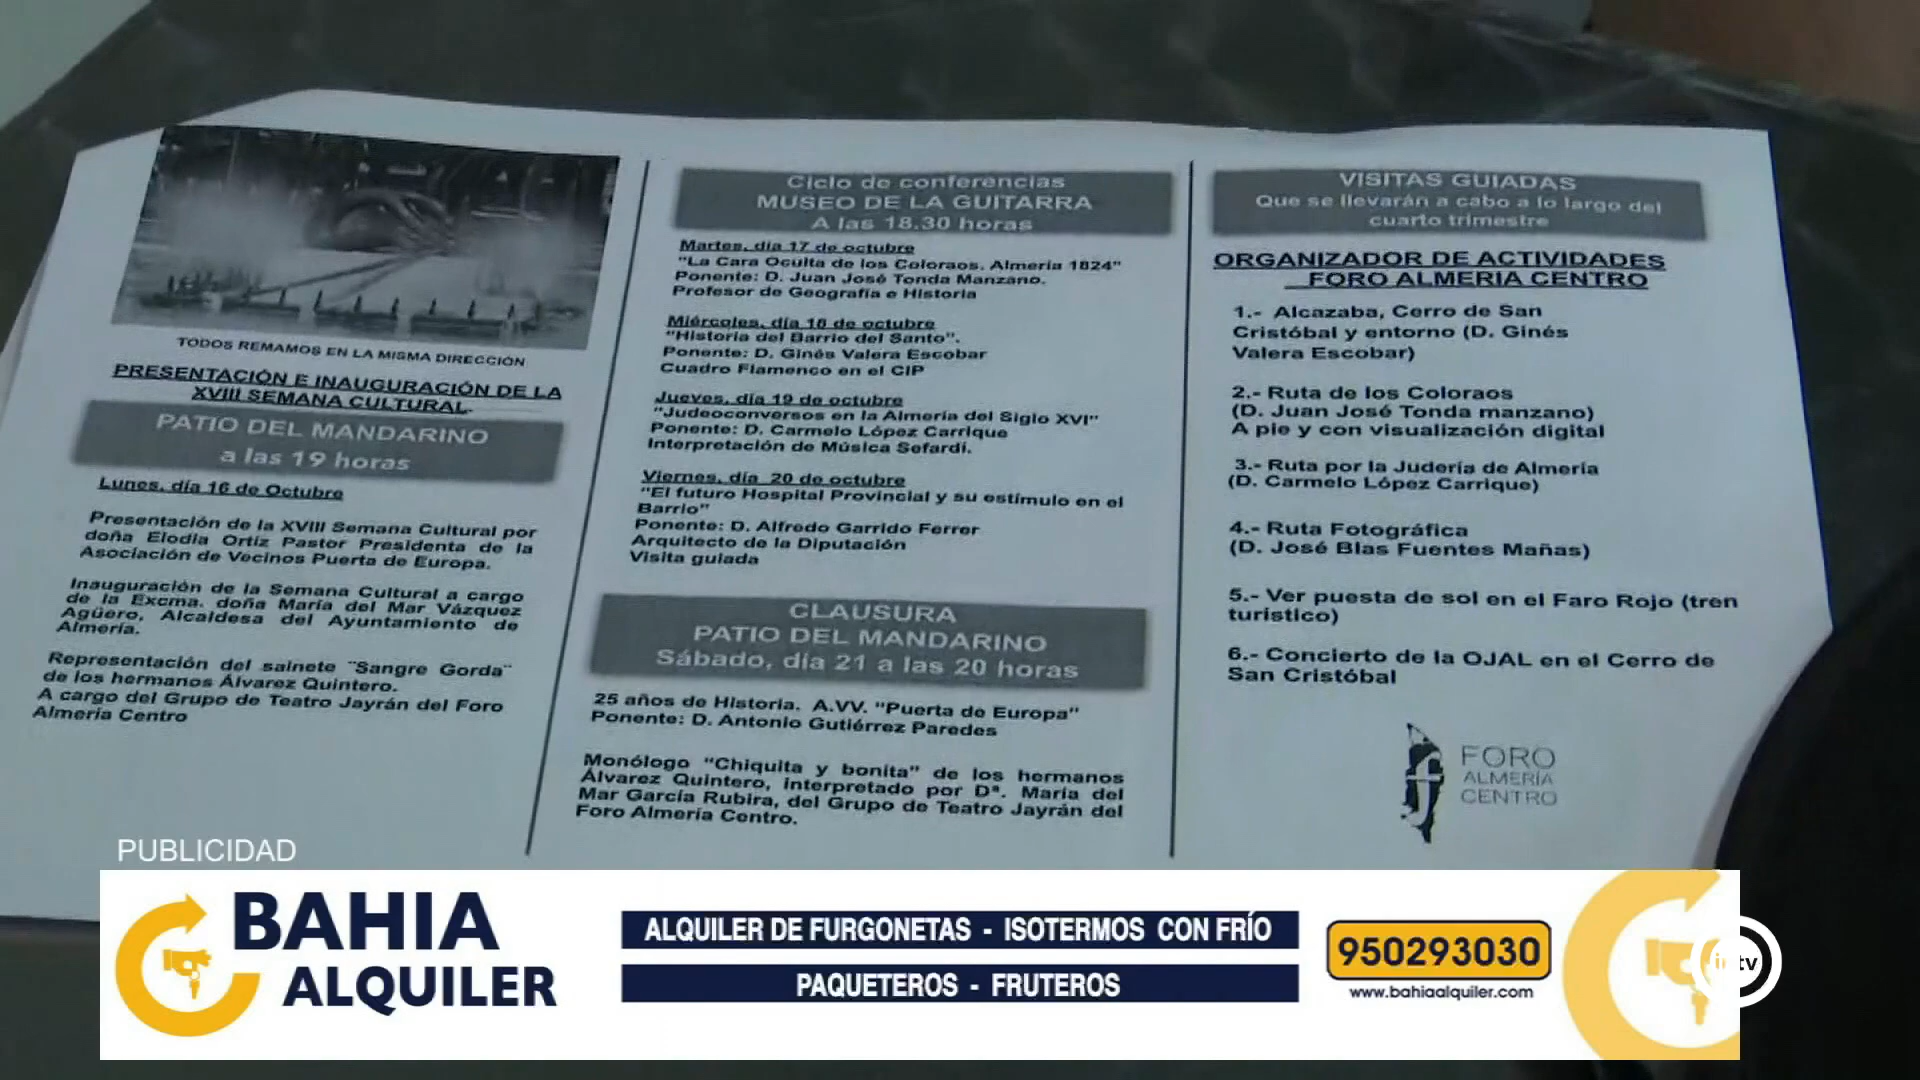 TODOS REMAMOS EN LA MISMA DIRECCIÓN
PRESENTACIÓN E INAUGURACIÓN DE LA
XVIII SEMANA CULTURAL
PATIO DEL MANDARINO
a las 19 horas
Lunes, día 16 de Octubre
Presentación de la XVIII Semana Cultural por
doña Elodia Ortíz Pastor Presidenta de la
Asociación de Vecinos Puerta de Europa.
Inauguración de la Semana Cultural a cargo
de la Excma. doña María del Mar Vázquez
Agüero, Alcaldesa del Ayuntamiento de
Almería.
Representación del sainete ¨Sangre Gorda¨
de los hermanos Álvarez Quintero.
A cargo del Grupo de Teatro Jayrán del Foro
Almería Centro
Ciclo de conferencias
MUSEO DE LA GUITARRA
A las 18.30 horas
Martes, día 17 de octubre
"La Cara Oculta de los Coloraos. Almería 1824"
Ponente: D. Juan José Tonda Manzano.
Profesor de Geografía e Historia
Miércoles, día 18 de octubre
"Historia del Barrio del Santo".
Ponente: D. Ginés Valera Escobar
Cuadro Flamenco en el CIP
Jueves, día 19 de octubre
"Judeoconversos en la Almería del Siglo XVI"
Ponente: D. Carmelo López Carrique
Interpretación de Música Sefardí.
Viernes, día 20 de octubre
"El futuro Hospital Provincial y su estímulo en el
Barrio"
Ponente: D. Alfredo Garrido Ferrer
Arquitecto de la Diputación
Visita guiada
CLAUSURA
PATIO DEL MANDARINO
Sábado, día 21 a las 20 horas
25 años de Historia. A.VV. "Puerta de Europa"
Ponente: D. Antonio Gutiérrez Paredes
Monólogo "Chiquita y bonita" de los hermanos
Álvarez Quintero, interpretado por Dª. María del
Mar García Rubira, del Grupo de Teatro Jayrán del
Foro Almería Centro.
VISITAS GUIADAS
Que se llevarán a cabo a lo largo del
cuarto trimestre
ORGANIZADOR DE ACTIVIDADES
FORO ALMERIA CENTRO
1.- Alcazaba, Cerro de San
Cristóbal y entorno (D. Ginés
Valera Escobar)
2.- Ruta de los Coloraos
(D. Juan José Tonda manzano)
A pie y con visualización digital
3.- Ruta por la Judería de Almería
(D. Carmelo López Carrique)
4.- Ruta Fotográfica
(D. José Blas Fuentes Mañas)
5.- Ver puesta de sol en el Faro Rojo (tren
turistico)
6.- Concierto de la OJAL en el Cerro de
San Cristóbal
f
FORO
ALMERÍA
CENTRO
PUBLICIDAD
BAHIA
ALQUILER
ALQUILER DE FURGONETAS - ISOTERMOS CON FRÍO
PAQUETEROS - FRUTEROS
950293030
www.bahiaalquiler.com
tv